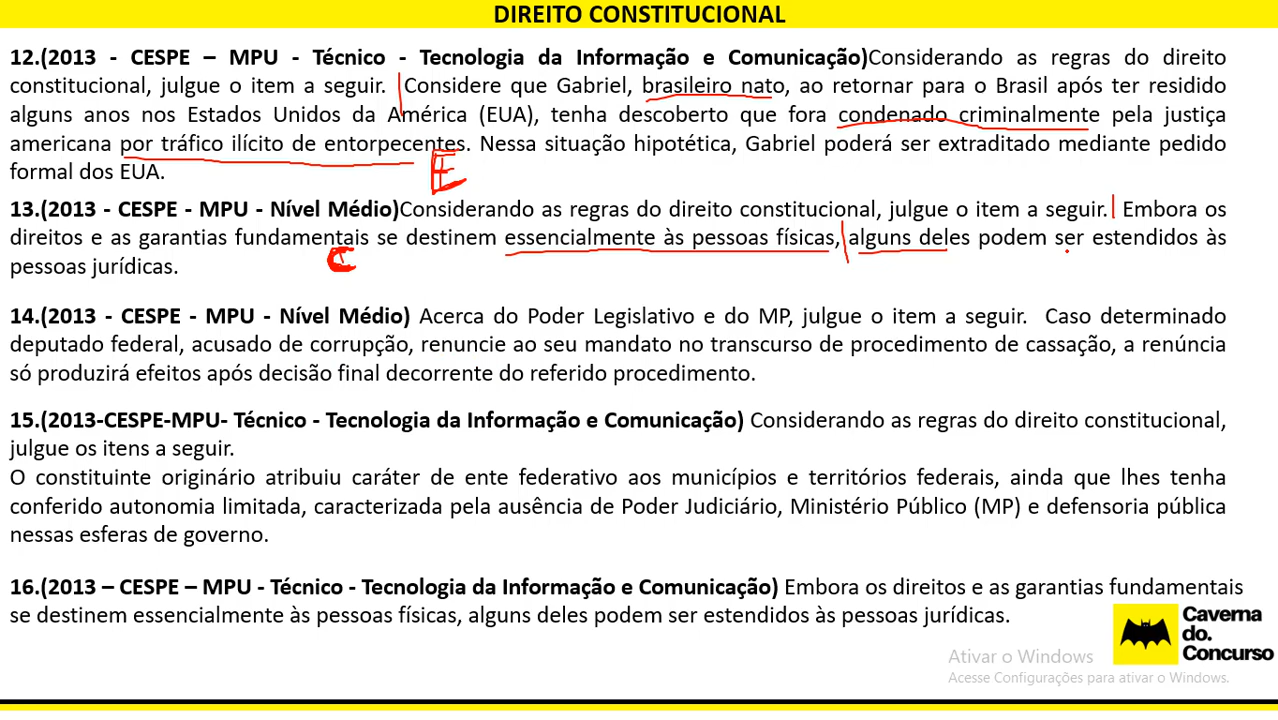 DIREITO CONSTITUCIONAL
12.(2013 - CESPE – MPU - Técnico - Tecnologia da Informação e Comunicação)Considerando as regras do direito
constitucional, julgue o item a seguir. Considere que Gabriel, brasileiro nato, ao retornar para o Brasil após ter residido
alguns anos nos Estados Unidos da América (EUA), tenha descoberto que fora condenado criminalmente pela justiça
americana por tráfico ilícito de entorpecentes. Nessa situação hipotética, Gabriel poderá ser extraditado mediante pedido
formal dos EUA.
E
13.(2013 - CESPE - MPU - Nível Médio)Considerando as regras do direito constitucional, julgue o item a seguir. Embora os
direitos e as garantias fundamentais se destinem essencialmente às pessoas físicas, alguns deles podem ser estendidos às
pessoas jurídicas.
C
14.(2013 - CESPE - MPU - Nível Médio) Acerca do Poder Legislativo e do MP, julgue o item a seguir. Caso determinado
deputado federal, acusado de corrupção, renuncie ao seu mandato no transcurso de procedimento de cassação, a renúncia
só produzirá efeitos após decisão final decorrente do referido procedimento.
15.(2013-CESPE-MPU- Técnico - Tecnologia da Informação e Comunicação) Considerando as regras do direito constitucional,
julgue os itens a seguir.
O constituinte originário atribuiu caráter de ente federativo aos municípios e territórios federais, ainda que lhes tenha
conferido autonomia limitada, caracterizada pela ausência de Poder Judiciário, Ministério Público (MP) e defensoria pública
nessas esferas de governo.
16.(2013 – CESPE – MPU - Técnico - Tecnologia da Informação e Comunicação) Embora os direitos e as garantias fundamentais
se destinem essencialmente às pessoas físicas, alguns deles podem ser estendidos às pessoas jurídicas.
Caverna
do.
Concurso
Ativar o Windows
Acesse Configurações para ativar o Windows.